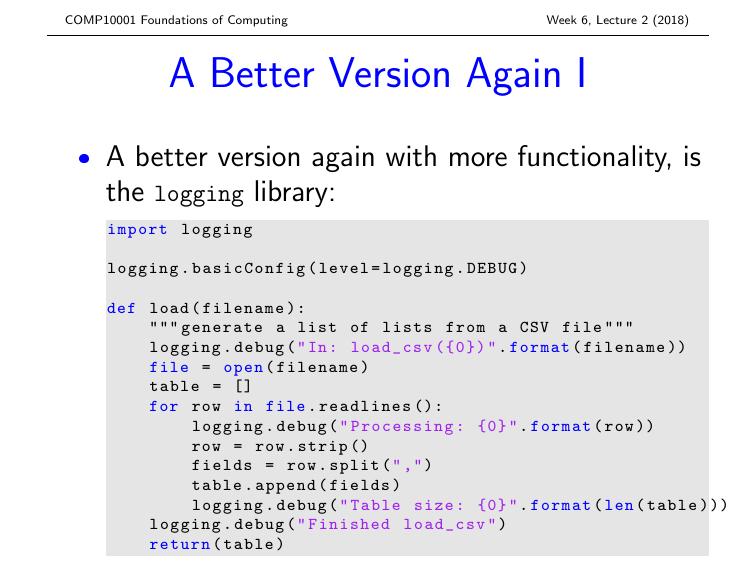 COMP10001 Foundations of Computing
Week 6, Lecture 2 (2018)
A Better Version Again I
• A better version again with more functionality, is
the logging library:
import logging

logging.basicConfig(level=logging.DEBUG)

def load(filename):
    """generate a list of lists from a CSV file"""
    logging.debug("In: load_csv({0})".format(filename))
    file = open(filename)
    table = []
    for row in file.readlines():
        logging.debug("Processing: {0}".format(row))
        row = row.strip()
        fields = row.split(",")
        table.append(fields)
        logging.debug("Table size: {0}".format(len(table)))
    logging.debug("Finished load_csv")
    return(table)